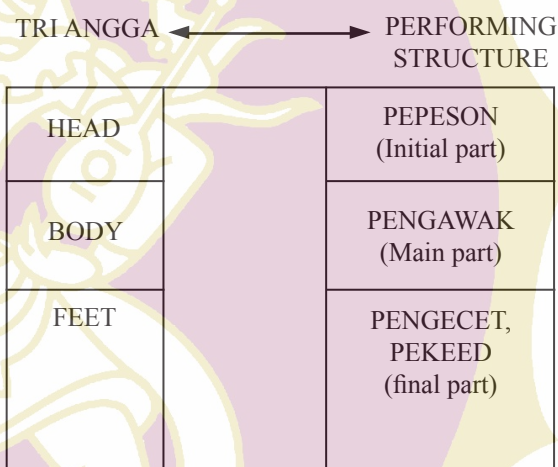 TRI ANGGA
PERFORMING
STRUCTURE
HEAD
PEPESON
(Initial part)
BODY
PENGAWAK
(Main part)
FEET
PENGECET,
PEKEED
(final part)